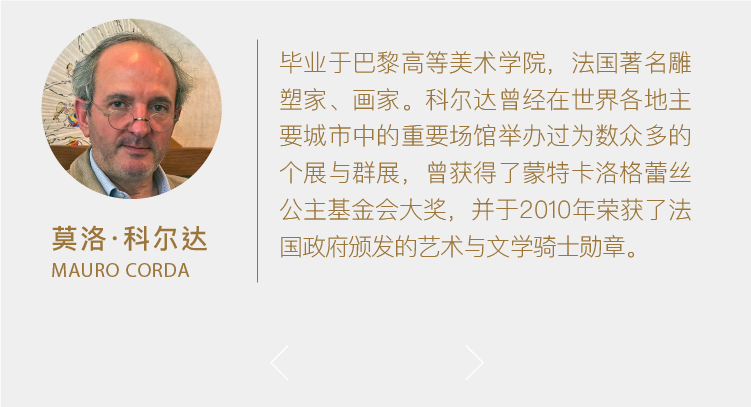 毕业于巴黎高等美术学院，法国著名雕
塑家、画家。科尔达曾经在世界各地主
要城市中的重要场馆举办过为数众多的
个展与群展，曾获得了蒙特卡洛格蕾丝
公主基金会大奖，并于2010年荣获了法
国政府颁发的艺术与文学骑士勋章。
莫洛·科尔达
MAURO CORDA